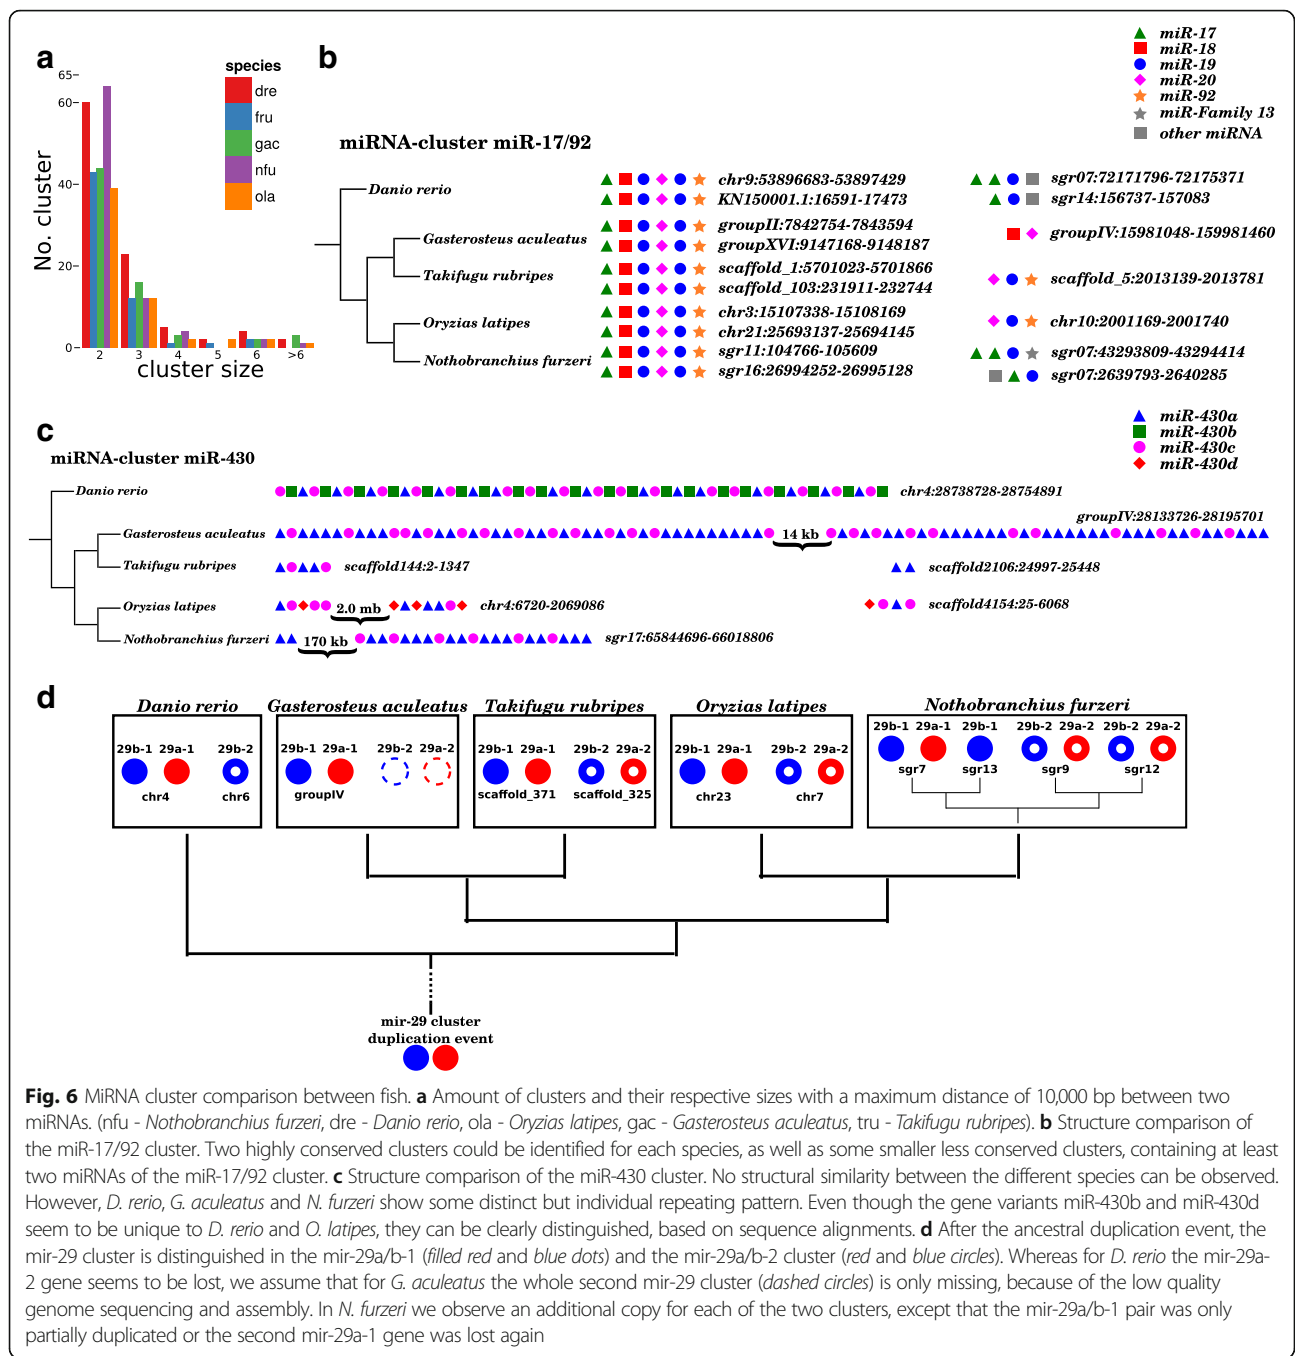 a
65
60
40
20
0
No. cluster
2 3 4 5 6 >6
cluster size
species
dre
fru
gac
nfu
ola
b
miR-17
miR-18
miR-19
miR-20
miR-92
miR-Family 13
other miRNA
miRNA-cluster miR-17/92
Danio rerio
Gasterosteus aculeatus
Takifugu rubripes
Oryzias latipes
Nothobranchius furzeri
chr9:53896683-53897429
KN150001.1:16591-17473
groupII:7842754-7843594
groupXVI:9147168-9148187
scaffold_1:5701023-5701866
scaffold_103:231911-232744
chr3:15107338-15108169
chr21:25693137-25694145
sgr11:104766-105609
sgr16:26994252-26995128
sgr07:72171796-72175371
sgr14:156737-157083
groupIV:15981048-159981460
scaffold_5:2013139-2013781
chr10:2001169-2001740
sgr07:43293809-43294414
sgr07:2639793-2640285
c
miR-430a
miR-430b
miR-430c
miR-430d
miRNA-cluster miR-430
Danio rerio
chr4:28738728-28754891
groupIV:28133726-28195701
Gasterosteus aculeatus
14 kb
Takifugu rubripes
scaffold144:2-1347
scaffold2106:24997-25448
Oryzias latipes
2.0 mb
chr4:6720-2069086
scaffold4154:25-6068
Nothobranchius furzeri
170 kb
sgr17:65844696-66018806
d
Danio rerio
29b-1 29a-1 29b-2
chr4 chr6
Gasterosteus aculeatus
29b-1 29a-1 29b-2 29a-2
groupIV
Takifugu rubripes
29b-1 29a-1 29b-2 29a-2
scaffold_371 scaffold_325
Oryzias latipes
29b-1 29a-1 29b-2 29a-2
chr23 chr7
Nothobranchius furzeri
29b-1 29a-1 29b-1 29b-2 29a-2 29b-2 29a-2
sgr7 sgr13 sgr9 sgr12
mir-29 cluster
duplication event
Fig. 6 MiRNA cluster comparison between fish. a Amount of clusters and their respective sizes with a maximum distance of 10,000 bp between two
miRNAs. (nfu - Nothobranchius furzeri, dre - Danio rerio, ola - Oryzias latipes, gac - Gasterosteus aculeatus, tru - Takifugu rubripes). b Structure comparison of
the miR-17/92 cluster. Two highly conserved clusters could be identified for each species, as well as some smaller less conserved clusters, containing at least
two miRNAs of the miR-17/92 cluster. c Structure comparison of the miR-430 cluster. No structural similarity between the different species can be observed.
However, D. rerio, G. aculeatus and N. furzeri show some distinct but individual repeating pattern. Even though the gene variants miR-430b and miR-430d
seem to be unique to D. rerio and O. latipes, they can be clearly distinguished, based on sequence alignments. d After the ancestral duplication event, the
mir-29 cluster is distinguished in the mir-29a/b-1 (filled red and blue dots) and the mir-29a/b-2 cluster (red and blue circles). Whereas for D. rerio the mir-29a-
2 gene seems to be lost, we assume that for G. aculeatus the whole second mir-29 cluster (dashed circles) is only missing, because of the low quality
genome sequencing and assembly. In N. furzeri we observe an additional copy for each of the two clusters, except that the mir-29a/b-1 pair was only
partially duplicated or the second mir-29a-1 gene was lost again